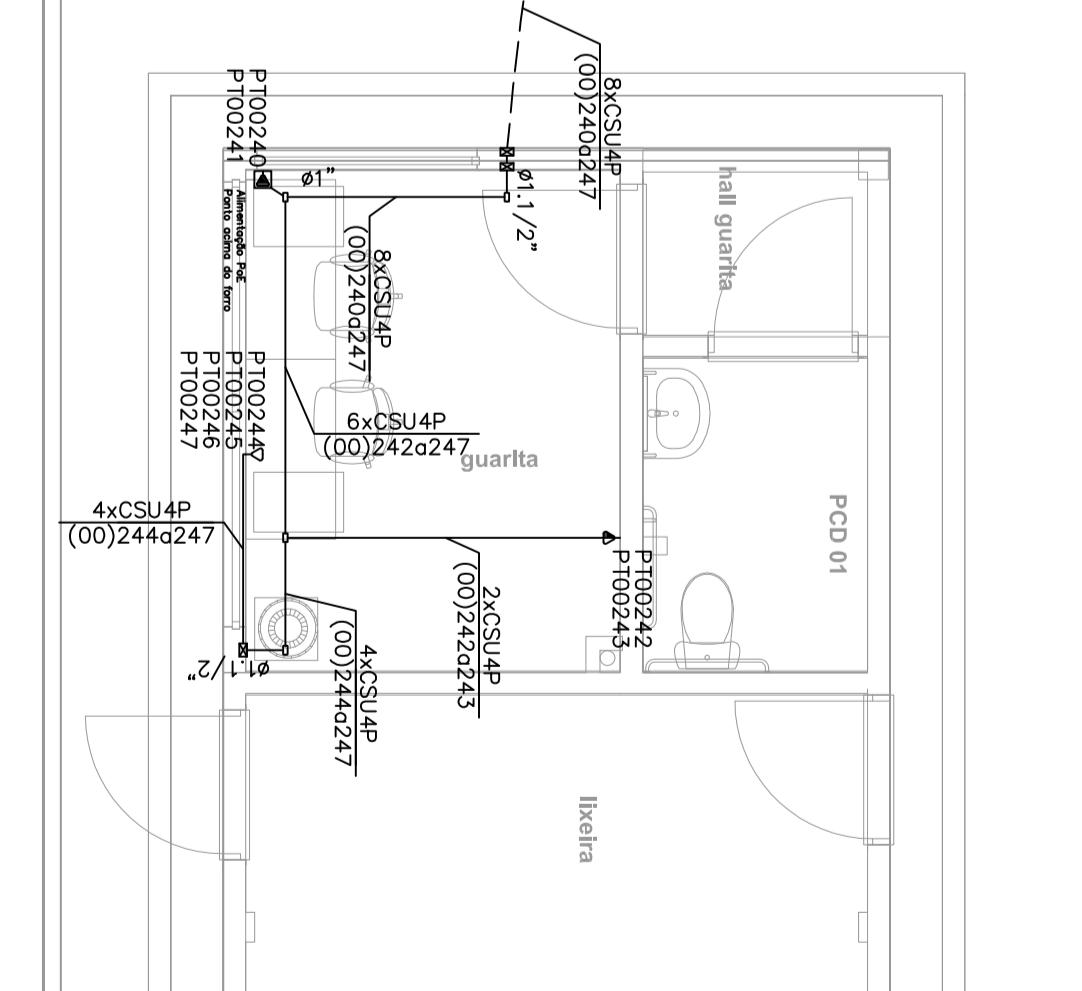 8xCSU4P
(00)240a247
PT00240
PT00241
ø1"
ø1.1/2"
hall guarita
Alimentação PoE
Ponto acima do forro
8xCSU4P
(00)240a247
PT00244
PT00245
PT00246
PT00247
6xCSU4P
(00)242a247
guarita
4xCSU4P
(00)244a247
PCD 01
PT00242
PT00243
2xCSU4P
(00)242a243
4xCSU4P
(00)244a247
ø1.1/2"
lixeira